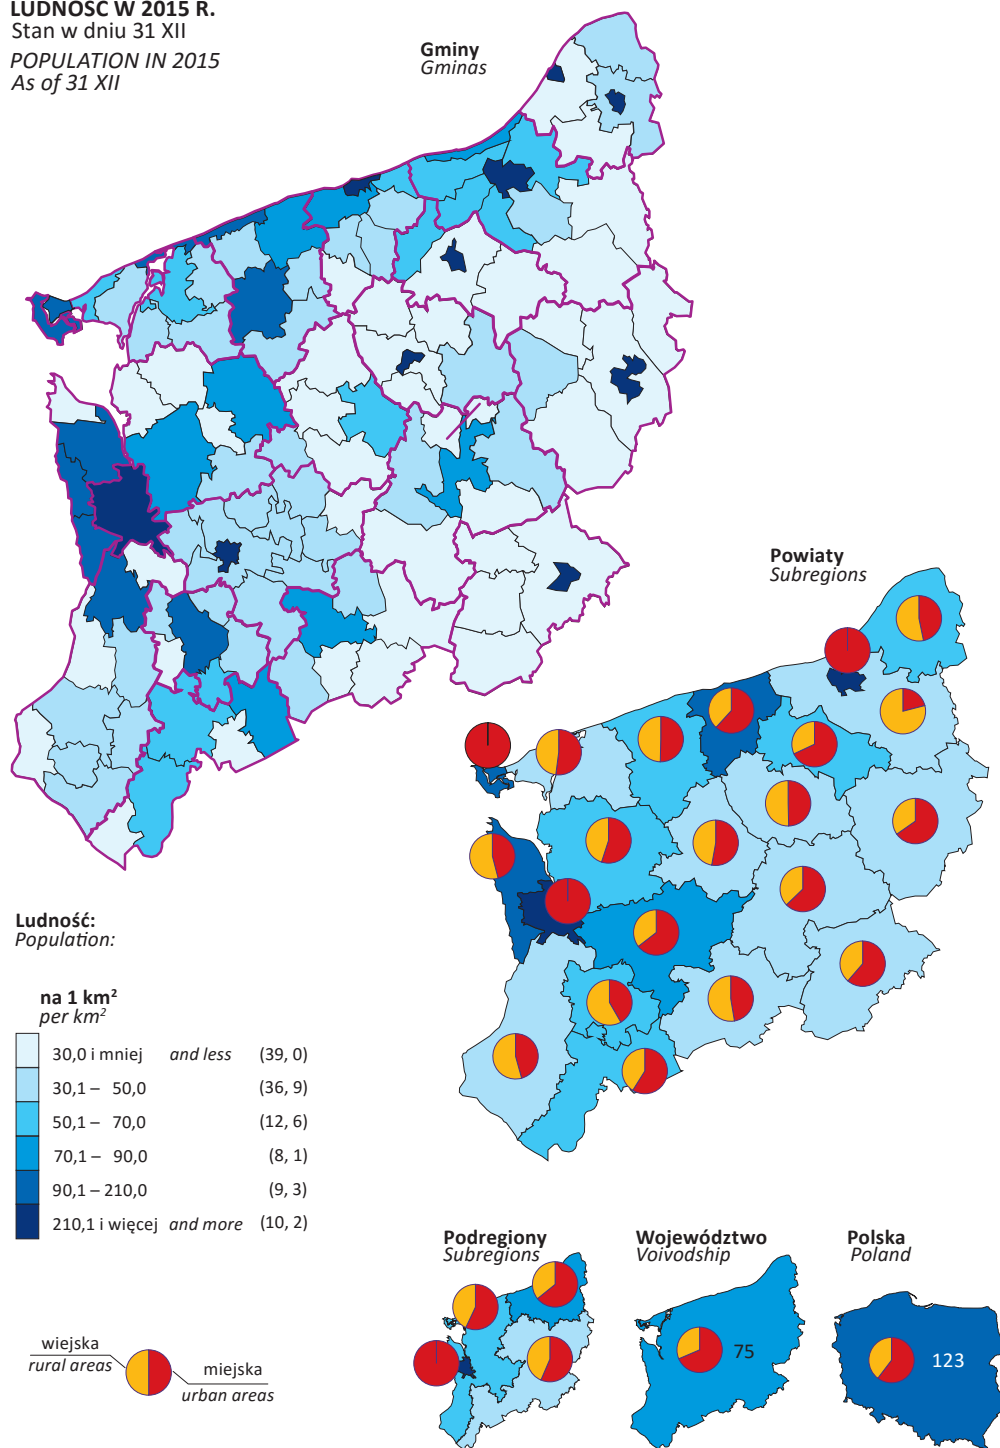 LUDNOŚĆ W 2015 R.
Stan w dniu 31 XII
POPULATION IN 2015
As of 31 XII
Gminy
Gminas
Powiaty
Subregions
Ludność:
Population:
na 1 km²
per km²
30,0 i mniej and less (39, 0)
30,1 – 50,0 (36, 9)
50,1 – 70,0 (12, 6)
70,1 – 90,0 (8, 1)
90,1 – 210,0 (9, 3)
210,1 i więcej and more (10, 2)
Podregiony
Subregions
Województwo
Voivodship
Polska
Poland
wiejska
rural areas
miejska
urban areas
75
123